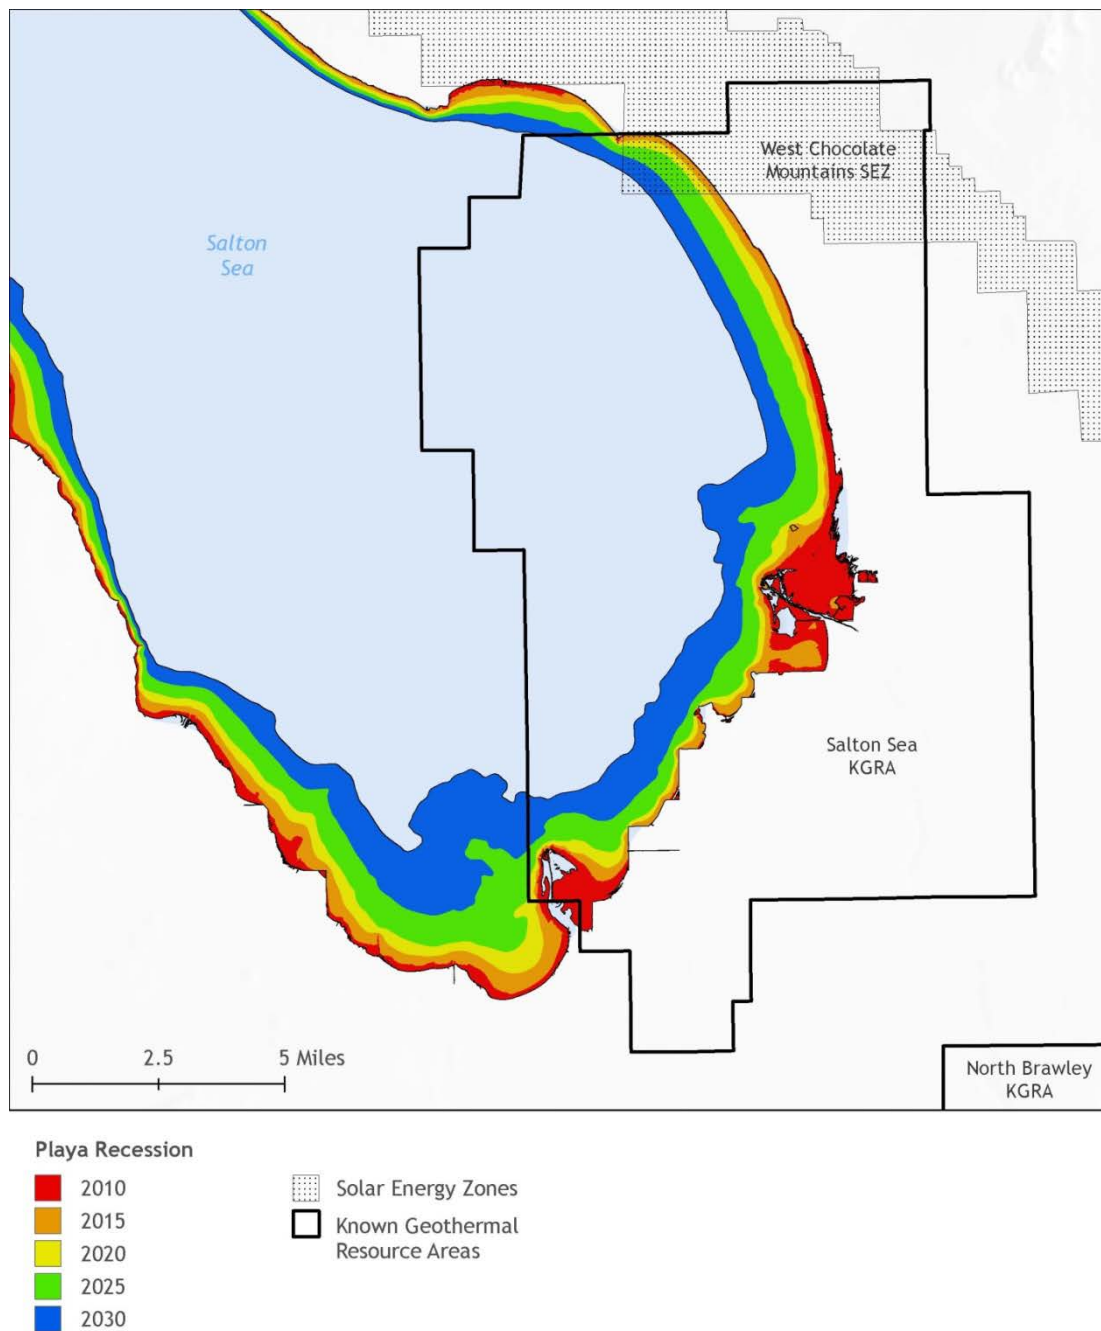 West Chocolate
Mountains SEZ
Salton
Sea
Salton Sea
KGRA
0 2.5 5 Miles
North Brawley
KGRA
Playa Recession
2010
2015
2020
2025
2030
Solar Energy Zones
Known Geothermal
Resource Areas